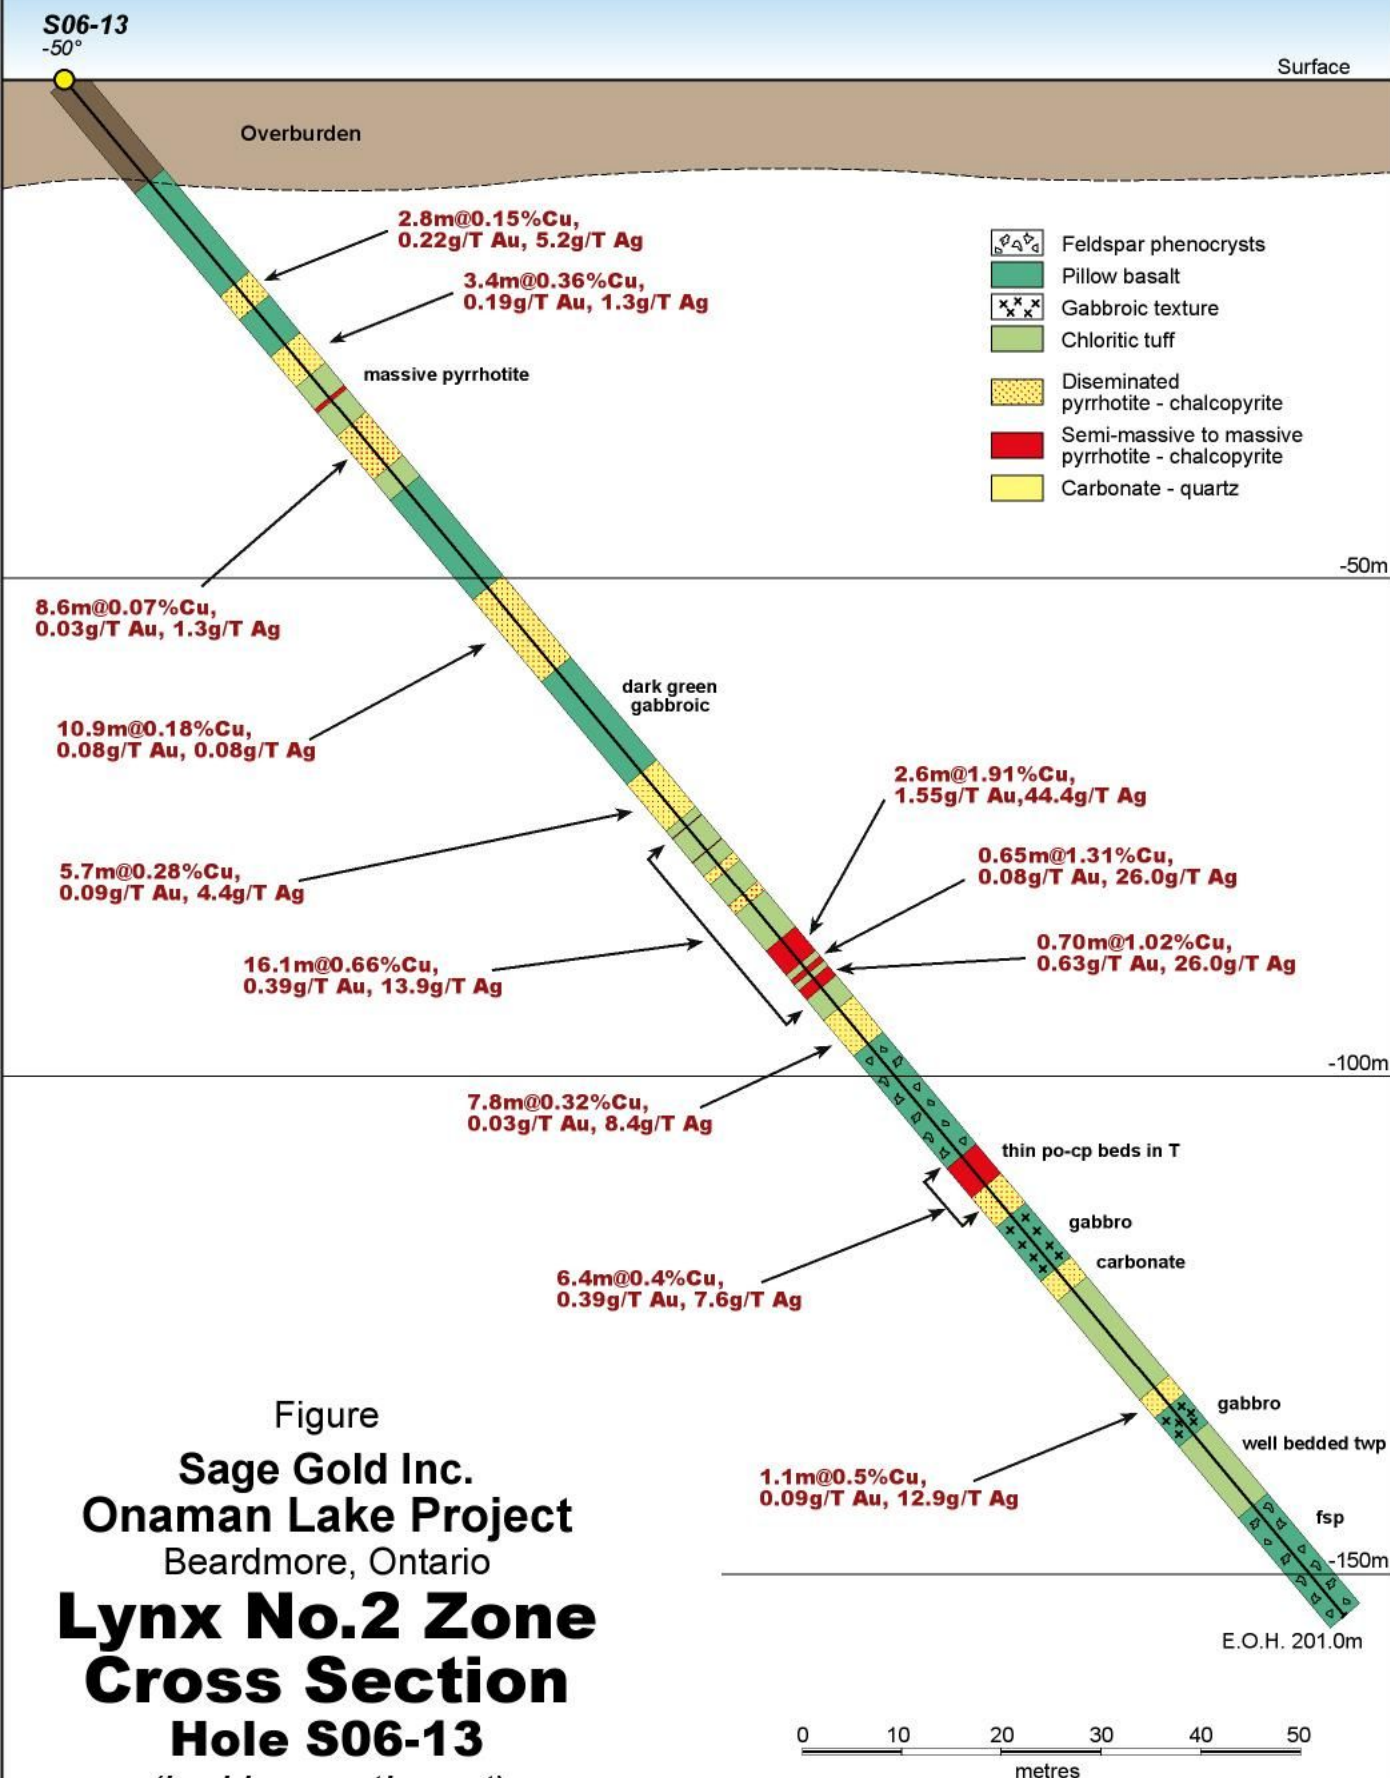 S06-13
-50°
Surface
Overburden
2.8m@0.15%Cu,
0.22g/T Au, 5.2g/T Ag
3.4m@0.36%Cu,
0.19g/T Au, 1.3g/T Ag
massive pyrrhotite
Feldspar phenocrysts
Pillow basalt
Gabbroic texture
Chloritic tuff
Diseminated
pyrrhotite - chalcopyrite
Semi-massive to massive
pyrrhotite - chalcopyrite
Carbonate - quartz
-50m
8.6m@0.07%Cu,
0.03g/T Au, 1.3g/T Ag
10.9m@0.18%Cu,
0.08g/T Au, 0.08g/T Ag
dark green
gabbroic
2.6m@1.91%Cu,
1.55g/T Au,44.4g/T Ag
0.65m@1.31%Cu,
0.08g/T Au, 26.0g/T Ag
5.7m@0.28%Cu,
0.09g/T Au, 4.4g/T Ag
0.70m@1.02%Cu,
0.63g/T Au, 26.0g/T Ag
16.1m@0.66%Cu,
0.39g/T Au, 13.9g/T Ag
-100m
7.8m@0.32%Cu,
0.03g/T Au, 8.4g/T Ag
thin po-cp beds in T
gabbro
carbonate
6.4m@0.4%Cu,
0.39g/T Au, 7.6g/T Ag
gabbro
well bedded twp
1.1m@0.5%Cu,
0.09g/T Au, 12.9g/T Ag
fsp
-150m
E.O.H. 201.0m
Figure
Sage Gold Inc.
Onaman Lake Project
Beardmore, Ontario
Lynx No.2 Zone
Cross Section
Hole S06-13
0 10 20 30 40 50
metres